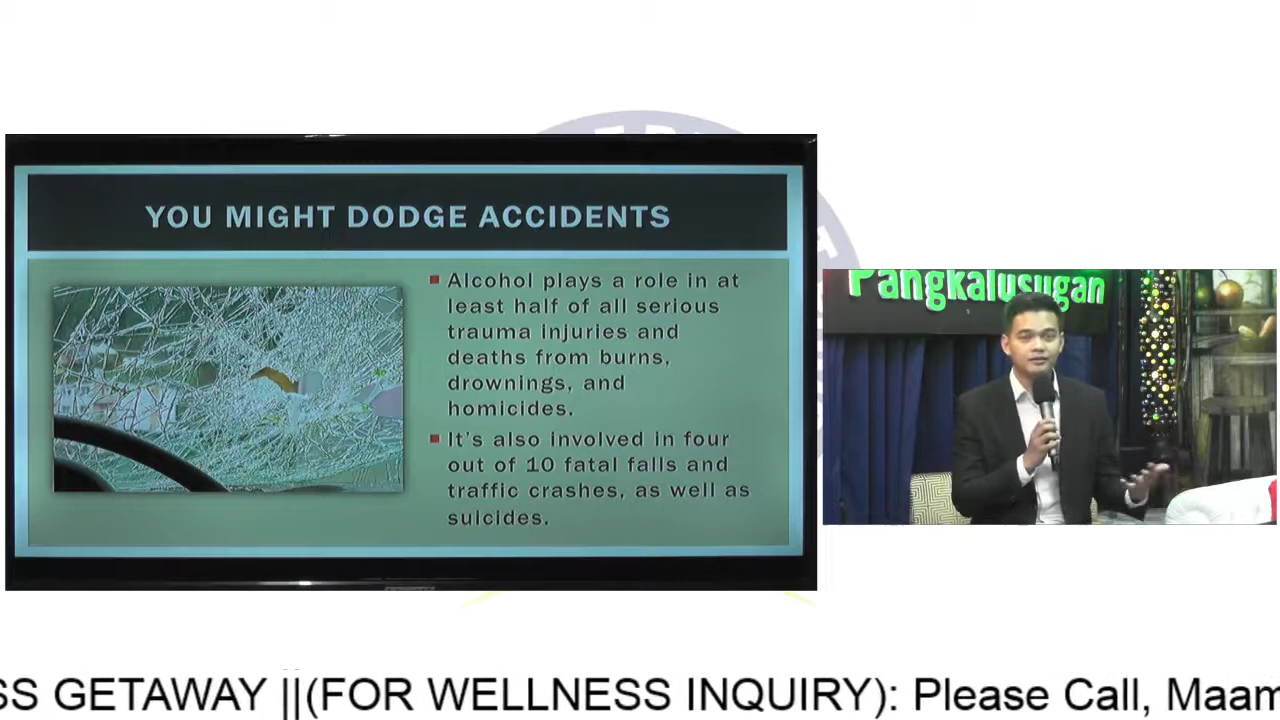 YOU MIGHT DODGE ACCIDENTS
Alcohol plays a role in at
least half of all serious
trauma injuries and
deaths from burns,
drownings, and
homicides.
It's also involved in four
out of 10 fatal falls and
traffic crashes, as well as
suicides.
Pangkalusugan
SS GETAWAY ||(FOR WELLNESS INQUIRY): Please Call, Maam